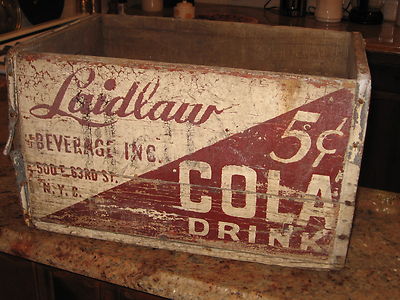 Laidlaw
BEVERAGE INC.
500 E. 63RD ST.
N.Y.C.
5¢
COLA
DRINK